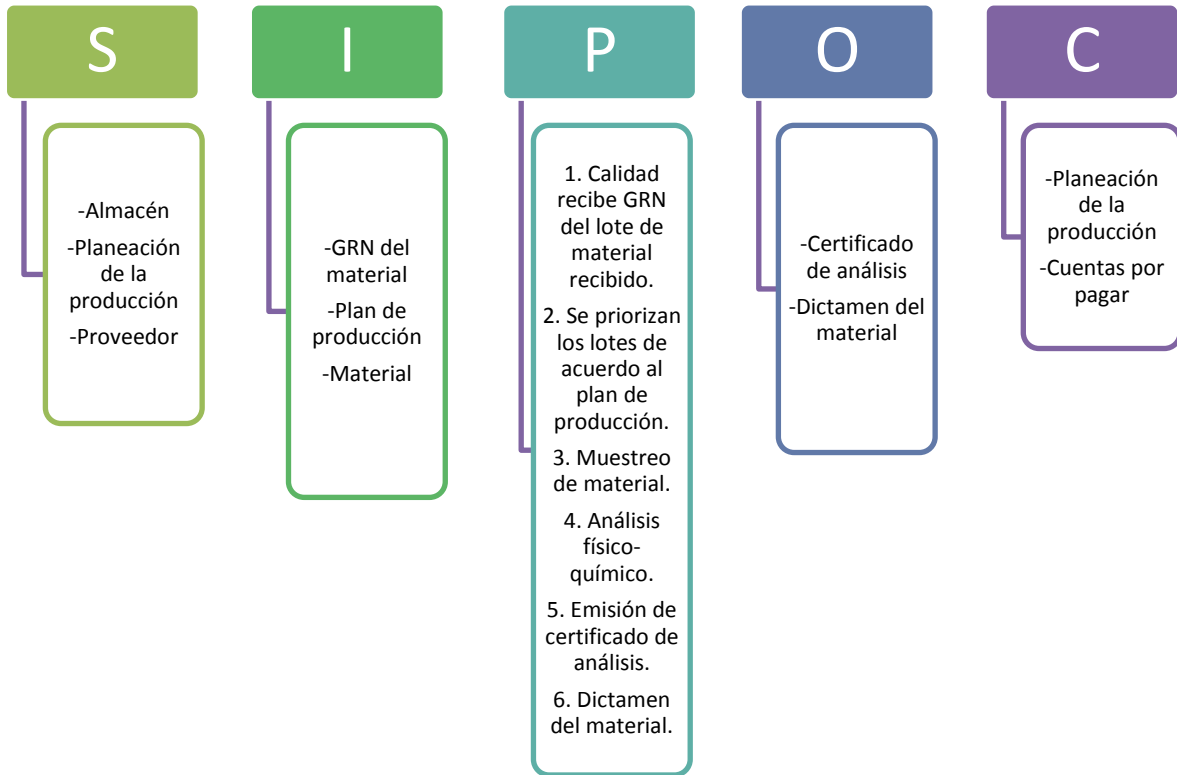 S
-Almacén
-Planeación
de la
producción
-Proveedor
I
-GRN del
material
-Plan de
producción
-Material
P
1. Calidad
recibe GRN
del lote de
material
recibido.
2. Se priorizan
los lotes de
acuerdo al
plan de
producción.
3. Muestreo
de material.
4. Análisis
físico-
químico.
5. Emisión de
certificado de
análisis.
6. Dictamen
del material.
O
-Certificado
de análisis
-Dictamen del
material
C
-Planeación
de la
producción
-Cuentas por
pagar